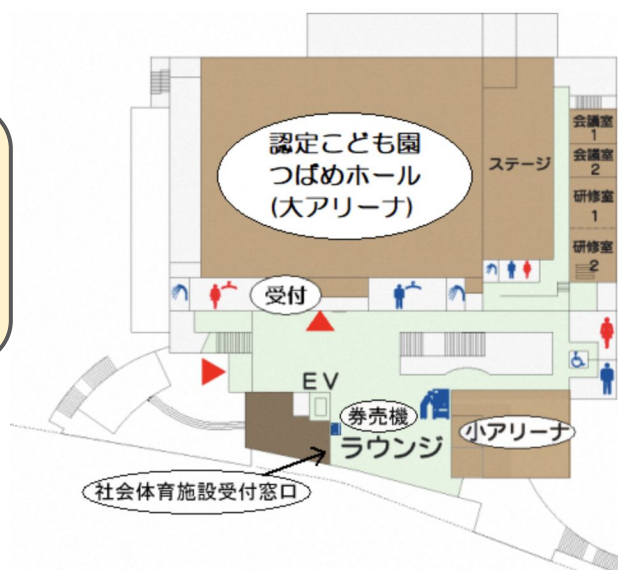 認定こども園
つばめホール
(大アリーナ)
ステージ
会議室
1
会議室
2
研修室
1
研修室
2
受付
EV
券売機
ラウンジ
小アリーナ
社会体育施設受付窓口